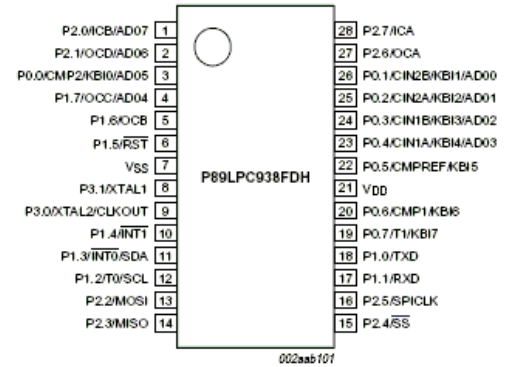 P2.0/ICB/AD07 1
P2.1/OCD/AD06 2
P0.0/CMP2/KBI0/AD05 3
P1.7/OCC/AD04 4
P1.6/OCB 5
P1.5/R̅S̅T̅ 6
VSS 7
P3.1/XTAL1 8
P3.0/XTAL2/CLKOUT 9
P1.4/I̅N̅T̅1̅ 10
P1.3/I̅N̅T̅0̅/SDA 11
P1.2/T0/SCL 12
P2.2/MOSI 13
P2.3/MISO 14
P89LPC938FDH
28 P2.7/ICA
27 P2.6/OCA
26 P0.1/CIN2B/KBI1/AD00
25 P0.2/CIN2A/KBI2/AD01
24 P0.3/CIN1B/KBI3/AD02
23 P0.4/CIN1A/KBI4/AD03
22 P0.5/CMPREF/KBI5
21 VDD
20 P0.6/CMP1/KBI6
19 P0.7/T1/KBI7
18 P1.0/TXD
17 P1.1/RXD
16 P2.5/SPICLK
15 P2.4/S̅S̅
002aab101